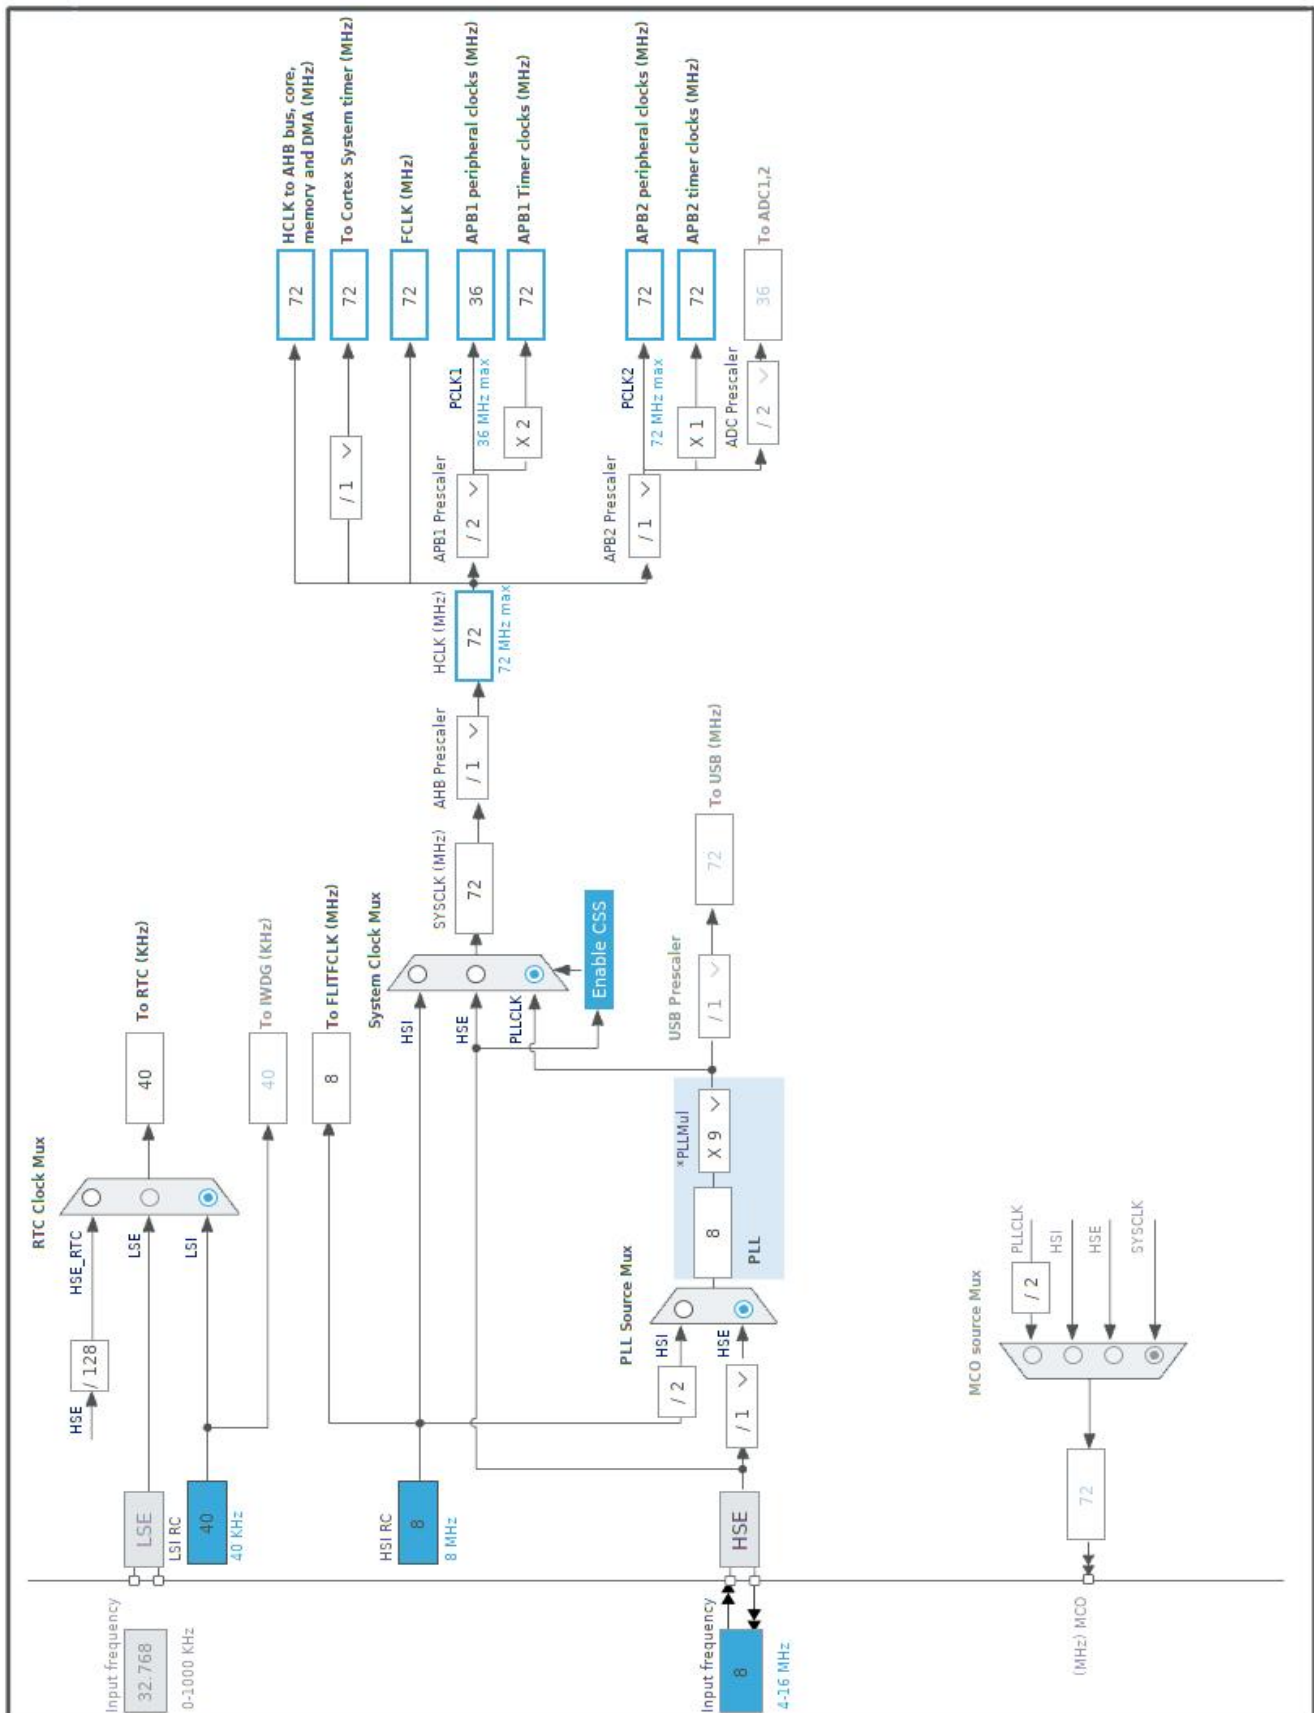 Input frequency
32.768
0-1000 KHz
LSE
LSI RC
40
40 KHz
HSE
/ 128
HSE_RTC
LSE
LSI
RTC Clock Mux
40
To RTC (KHz)
40
To IWDG (KHz)
8
To FLITFCLK (MHz)
HSI RC
8
8 MHz
HSI
HSE
PLLCLK
System Clock Mux
Enable CSS
SYSCLK (MHz)
72
AHB Prescaler
/ 1
HCLK (MHz)
72
72 MHz max
/ 1
72
HCLK to AHB bus, core,
memory and DMA (MHz)
72
To Cortex System timer (MHz)
72
FCLK (MHz)
APB1 Prescaler
/ 2
PCLK1
36 MHz max
36
APB1 peripheral clocks (MHz)
X 2
72
APB1 Timer clocks (MHz)
APB2 Prescaler
/ 1
PCLK2
72 MHz max
72
APB2 peripheral clocks (MHz)
X 1
72
APB2 timer clocks (MHz)
ADC Prescaler
/ 2
36
To ADC1,2
Input frequency
8
4-16 MHz
HSE
/ 2
/ 1
HSI
HSE
PLL Source Mux
8
PLL
*PLLMul
X 9
USB Prescaler
/ 1
72
To USB (MHz)
(MHz) MCO
72
MCO source Mux
/ 2
PLLCLK
HSI
HSE
SYSCLK